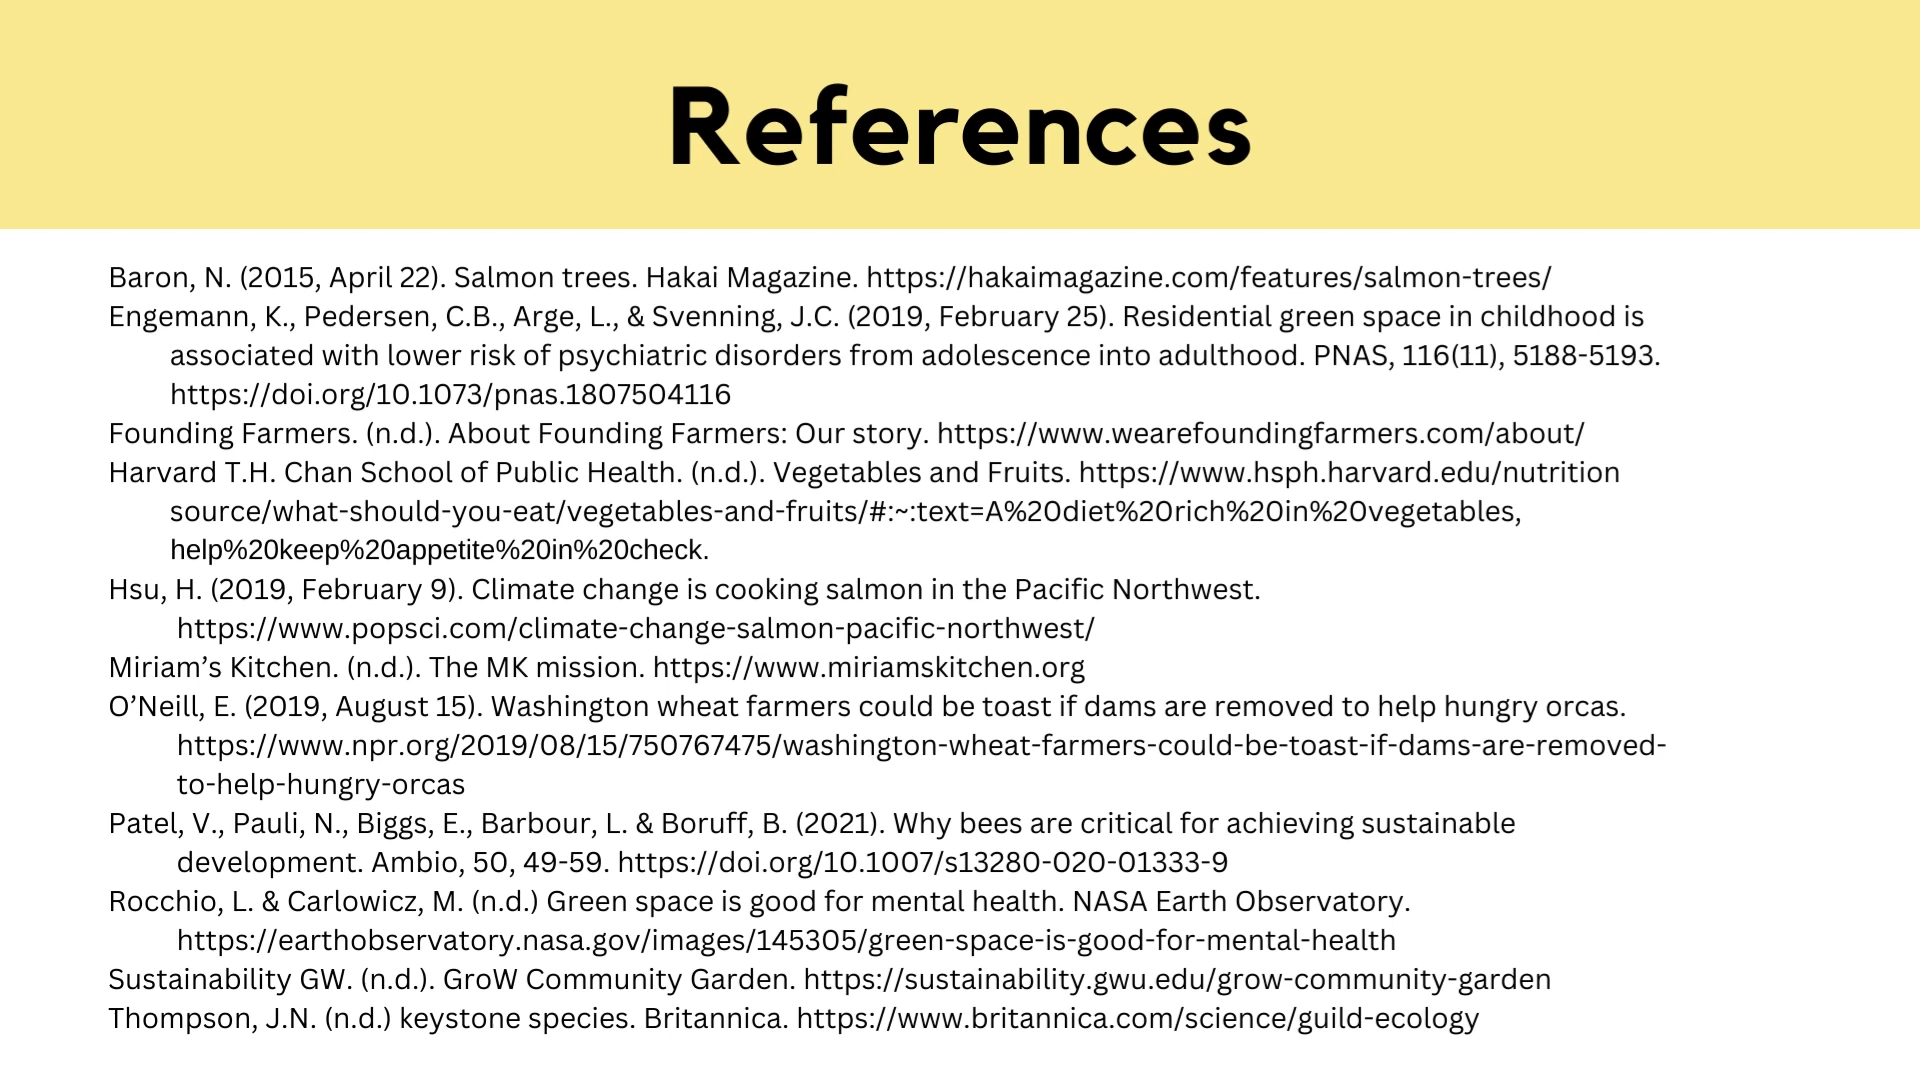 References
Baron, N. (2015, April 22). Salmon trees. Hakai Magazine. https://hakaimagazine.com/features/salmon-trees/
Engemann, K., Pedersen, C.B., Arge, L., & Svenning, J.C. (2019, February 25). Residential green space in childhood is
associated with lower risk of psychiatric disorders from adolescence into adulthood. PNAS, 116(11), 5188-5193.
https://doi.org/10.1073/pnas.1807504116
Founding Farmers. (n.d.). About Founding Farmers: Our story. https://www.wearefoundingfarmers.com/about/
Harvard T.H. Chan School of Public Health. (n.d.). Vegetables and Fruits. https://www.hsph.harvard.edu/nutrition
source/what-should-you-eat/vegetables-and-fruits/#:~:text=A%20diet%20rich%20in%20vegetables,
help%20keep%20appetite%20in%20check.
Hsu, H. (2019, February 9). Climate change is cooking salmon in the Pacific Northwest.
https://www.popsci.com/climate-change-salmon-pacific-northwest/
Miriam’s Kitchen. (n.d.). The MK mission. https://www.miriamskitchen.org
O’Neill, E. (2019, August 15). Washington wheat farmers could be toast if dams are removed to help hungry orcas.
https://www.npr.org/2019/08/15/750767475/washington-wheat-farmers-could-be-toast-if-dams-are-removed-
to-help-hungry-orcas
Patel, V., Pauli, N., Biggs, E., Barbour, L. & Boruff, B. (2021). Why bees are critical for achieving sustainable
development. Ambio, 50, 49-59. https://doi.org/10.1007/s13280-020-01333-9
Rocchio, L. & Carlowicz, M. (n.d.) Green space is good for mental health. NASA Earth Observatory.
https://earthobservatory.nasa.gov/images/145305/green-space-is-good-for-mental-health
Sustainability GW. (n.d.). GroW Community Garden. https://sustainability.gwu.edu/grow-community-garden
Thompson, J.N. (n.d.) keystone species. Britannica. https://www.britannica.com/science/guild-ecology